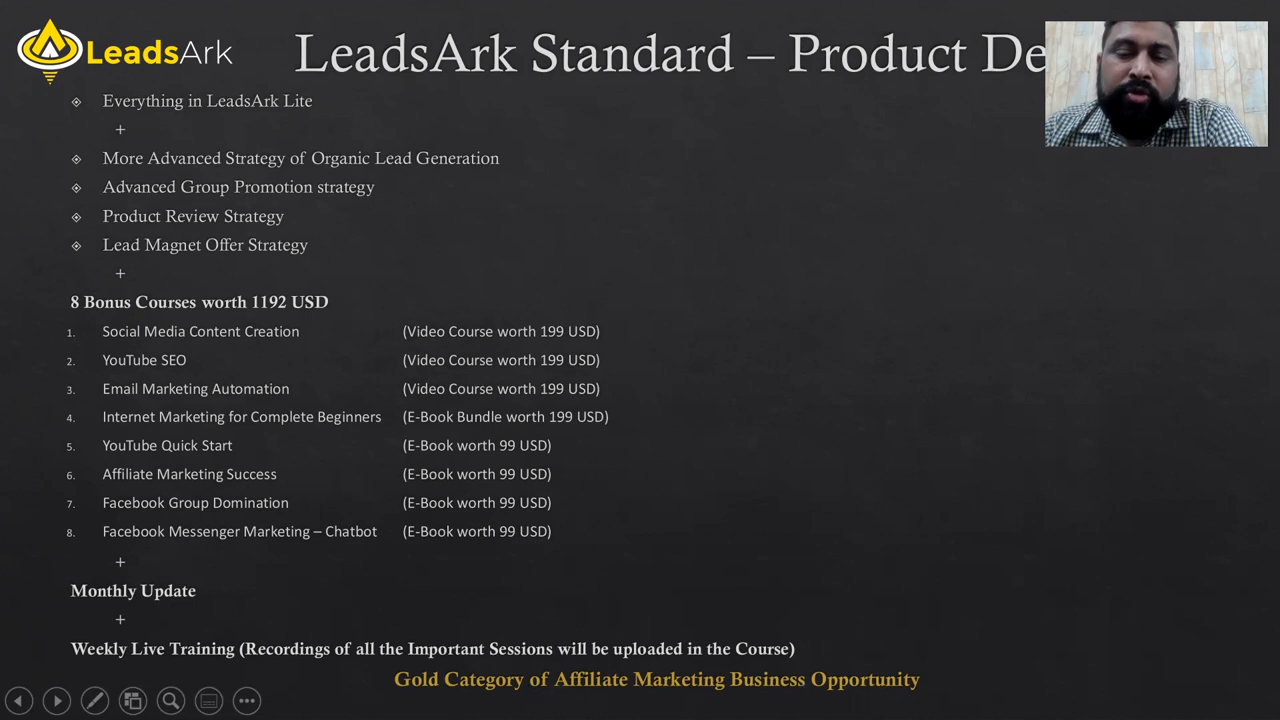 LeadsArk
LeadsArk Standard – Product De
Everything in LeadsArk Lite
+
More Advanced Strategy of Organic Lead Generation
Advanced Group Promotion strategy
Product Review Strategy
Lead Magnet Offer Strategy
+
8 Bonus Courses worth 1192 USD
1. Social Media Content Creation (Video Course worth 199 USD)
2. YouTube SEO (Video Course worth 199 USD)
3. Email Marketing Automation (Video Course worth 199 USD)
4. Internet Marketing for Complete Beginners (E-Book Bundle worth 199 USD)
5. YouTube Quick Start (E-Book worth 99 USD)
6. Affiliate Marketing Success (E-Book worth 99 USD)
7. Facebook Group Domination (E-Book worth 99 USD)
8. Facebook Messenger Marketing – Chatbot (E-Book worth 99 USD)
+
Monthly Update
+
Weekly Live Training (Recordings of all the Important Sessions will be uploaded in the Course)
Gold Category of Affiliate Marketing Business Opportunity